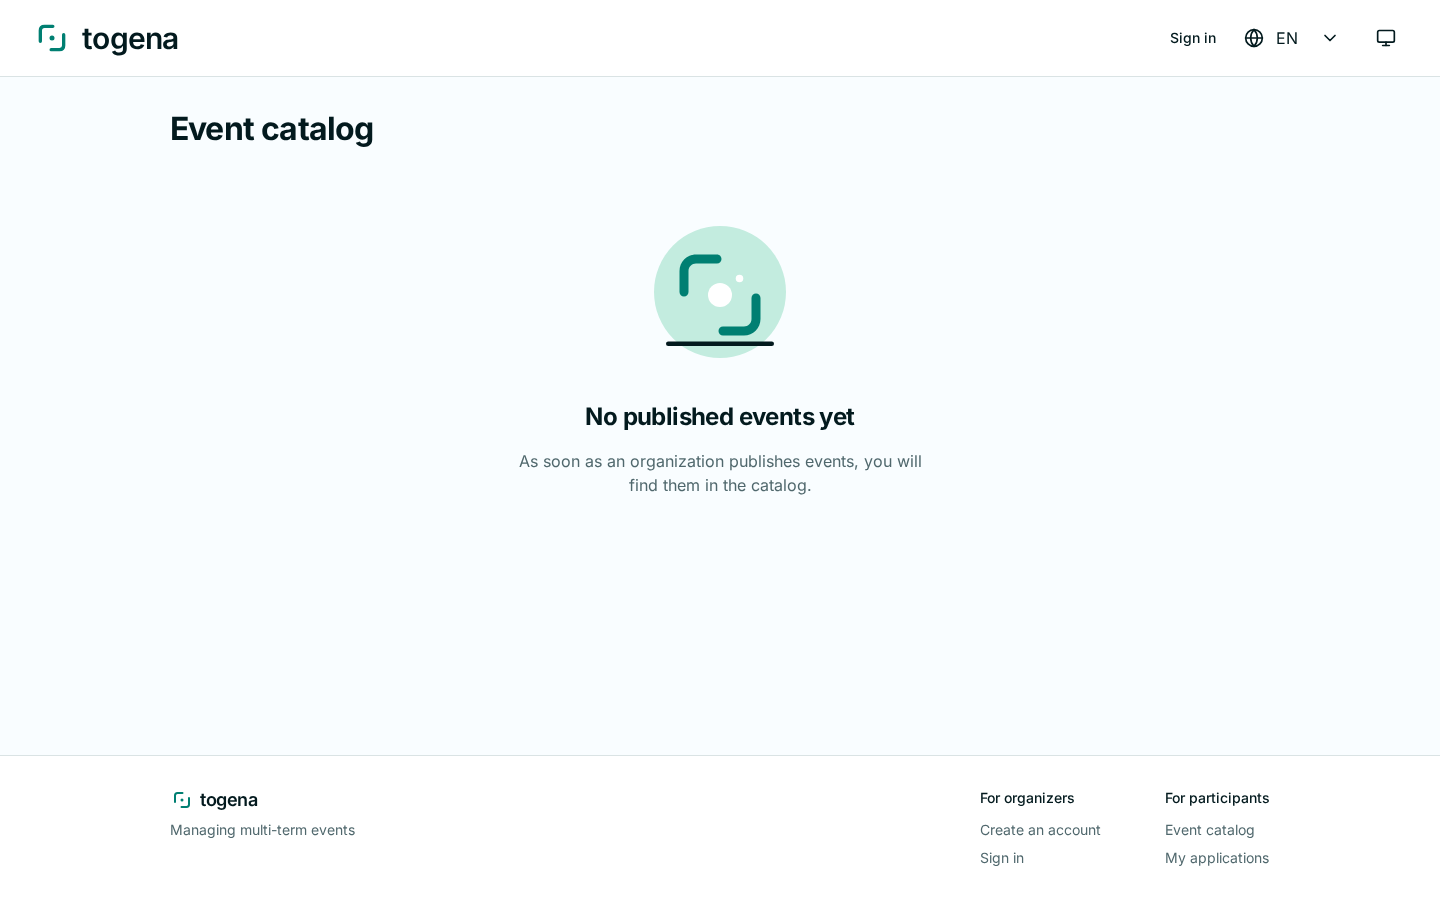 togena
Sign in
EN
Event catalog
No published events yet
As soon as an organization publishes events, you will
find them in the catalog.
togena
Managing multi-term events
For organizers
Create an account
Sign in
For participants
Event catalog
My applications